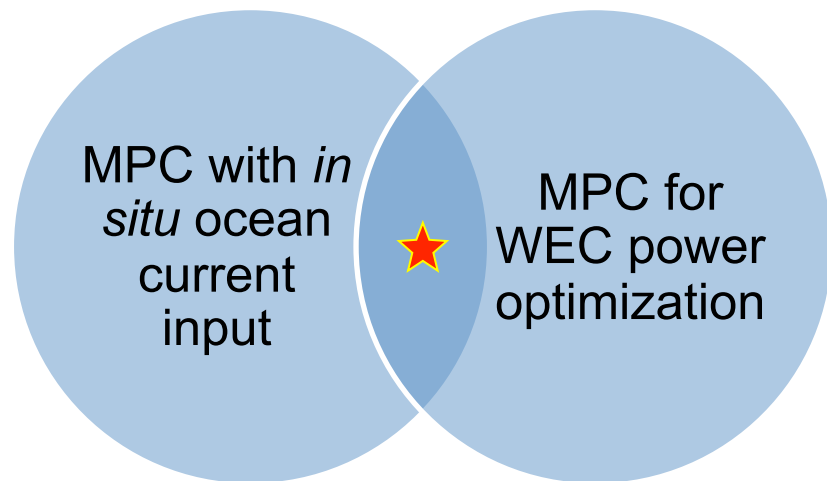 MPC with in
situ ocean
current
input
MPC for
WEC power
optimization